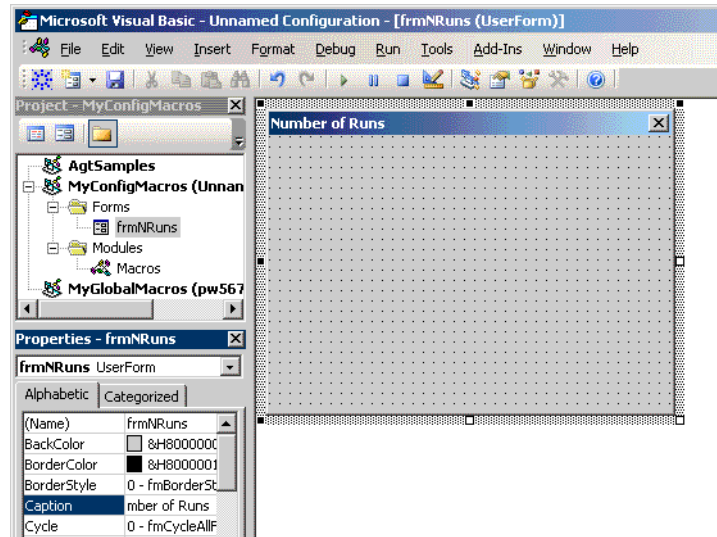 Microsoft Visual Basic - Unnamed Configuration - [frmNRuns (UserForm)]
File Edit View Insert Format Debug Run Tools Add-Ins Window Help
Project - MyConfigMacros
AgtSamples
MyConfigMacros (Unnan
Forms
frmNRuns
Modules
Macros
MyGlobalMacros (pw567
Number of Runs
Properties - frmNRuns
frmNRuns UserForm
Alphabetic Categorized
(Name) frmNRuns
BackColor &H8000000
BorderColor &H8000001
BorderStyle 0 - fmBorderSt
Caption mber of Runs
Cycle 0 - fmCycleAllF